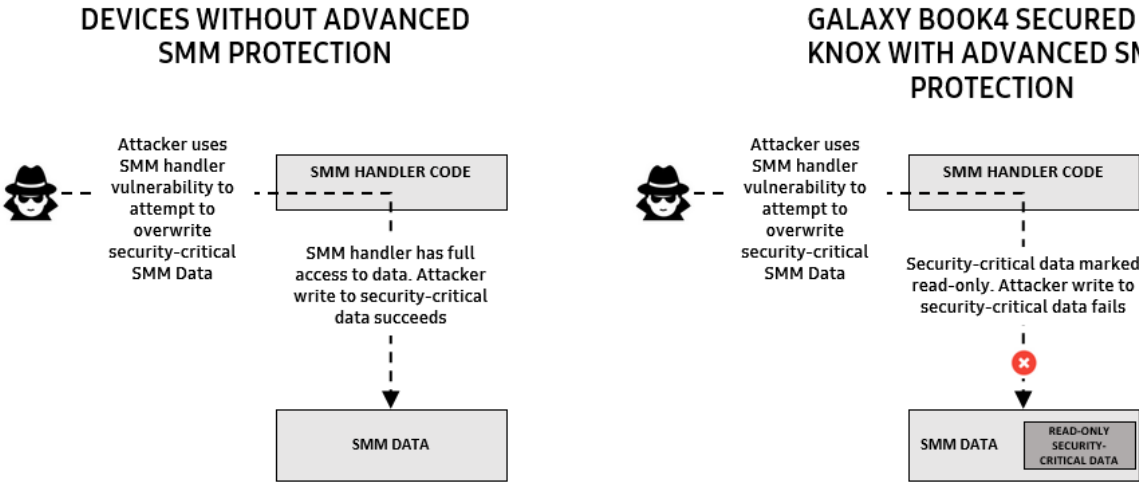 DEVICES WITHOUT ADVANCED
SMM PROTECTION
Attacker uses
SMM handler
vulnerability to
attempt to
overwrite
security-critical
SMM Data
SMM HANDLER CODE
SMM handler has full
access to data. Attacker
write to security-critical
data succeeds
SMM DATA
GALAXY BOOK4 SECURED
KNOX WITH ADVANCED
PROTECTION
Attacker uses
SMM handler
vulnerability to
attempt to
overwrite
security-critical
SMM Data
SMM HANDLER CODE
Security-critical data marked
read-only. Attacker write to
security-critical data fails
SMM DATA
READ-ONLY
SECURITY-
CRITICAL DATA